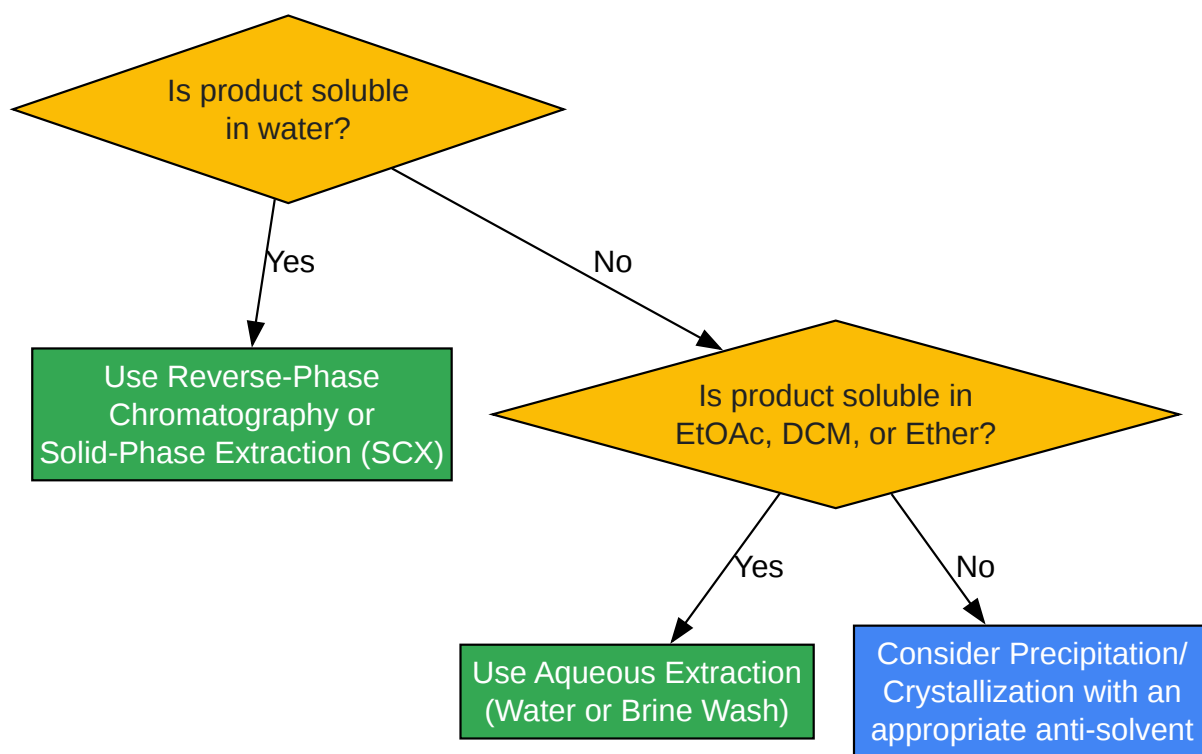 Is product soluble
in water?
Yes
No
Use Reverse-Phase
Chromatography or
Solid-Phase Extraction (SCX)
Is product soluble in
EtOAc, DCM, or Ether?
Yes
No
Use Aqueous Extraction
(Water or Brine Wash)
Consider Precipitation/
Crystallization with an
appropriate anti-solvent